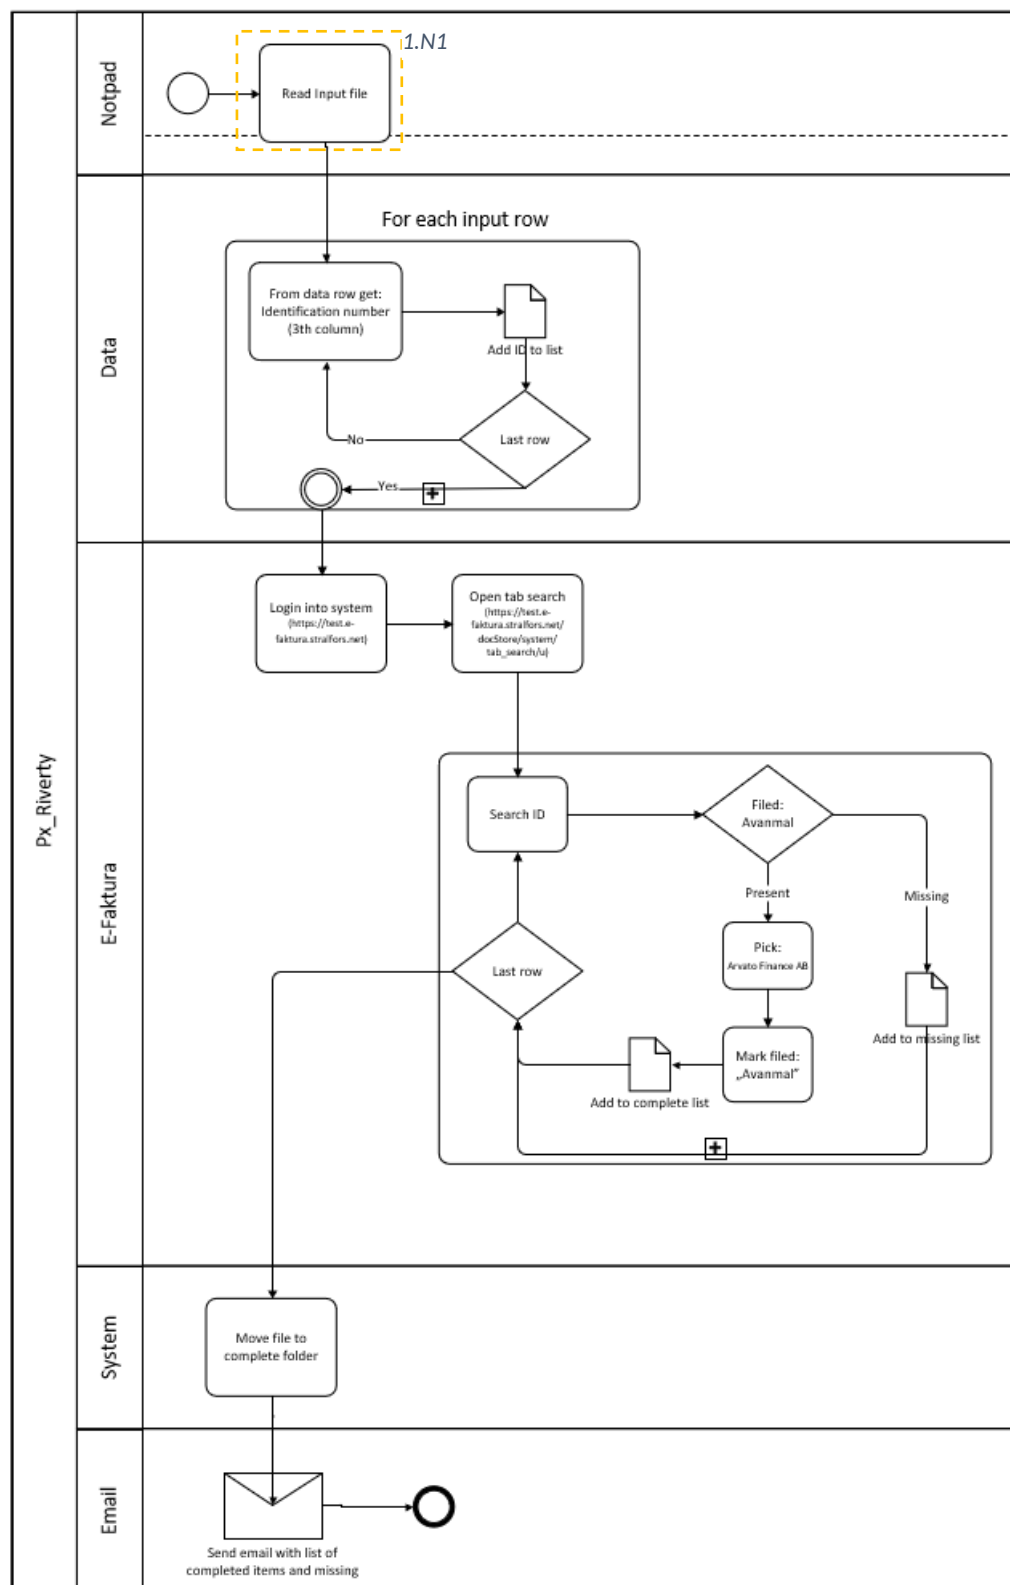 Px_Riverty
Notpad
1.N1
Read Input file
Data
For each input row
From data row get:
Identification number
(3th column)
Add ID to list
Last row
No
Yes
E-Faktura
Login into system
(https://test.e-
faktura.stralfors.net)
Open tab search
(https://test.e-
faktura.stralfors.net/
docStore/system/
tab_search/u)
Search ID
Filed:
Avanmal
Present
Missing
Pick:
Arvato Finance AB
Last row
Add to missing list
Mark filed:
„Avanmal”
Add to complete list
System
Move file to
complete folder
Email
Send email with list of
completed items and missing